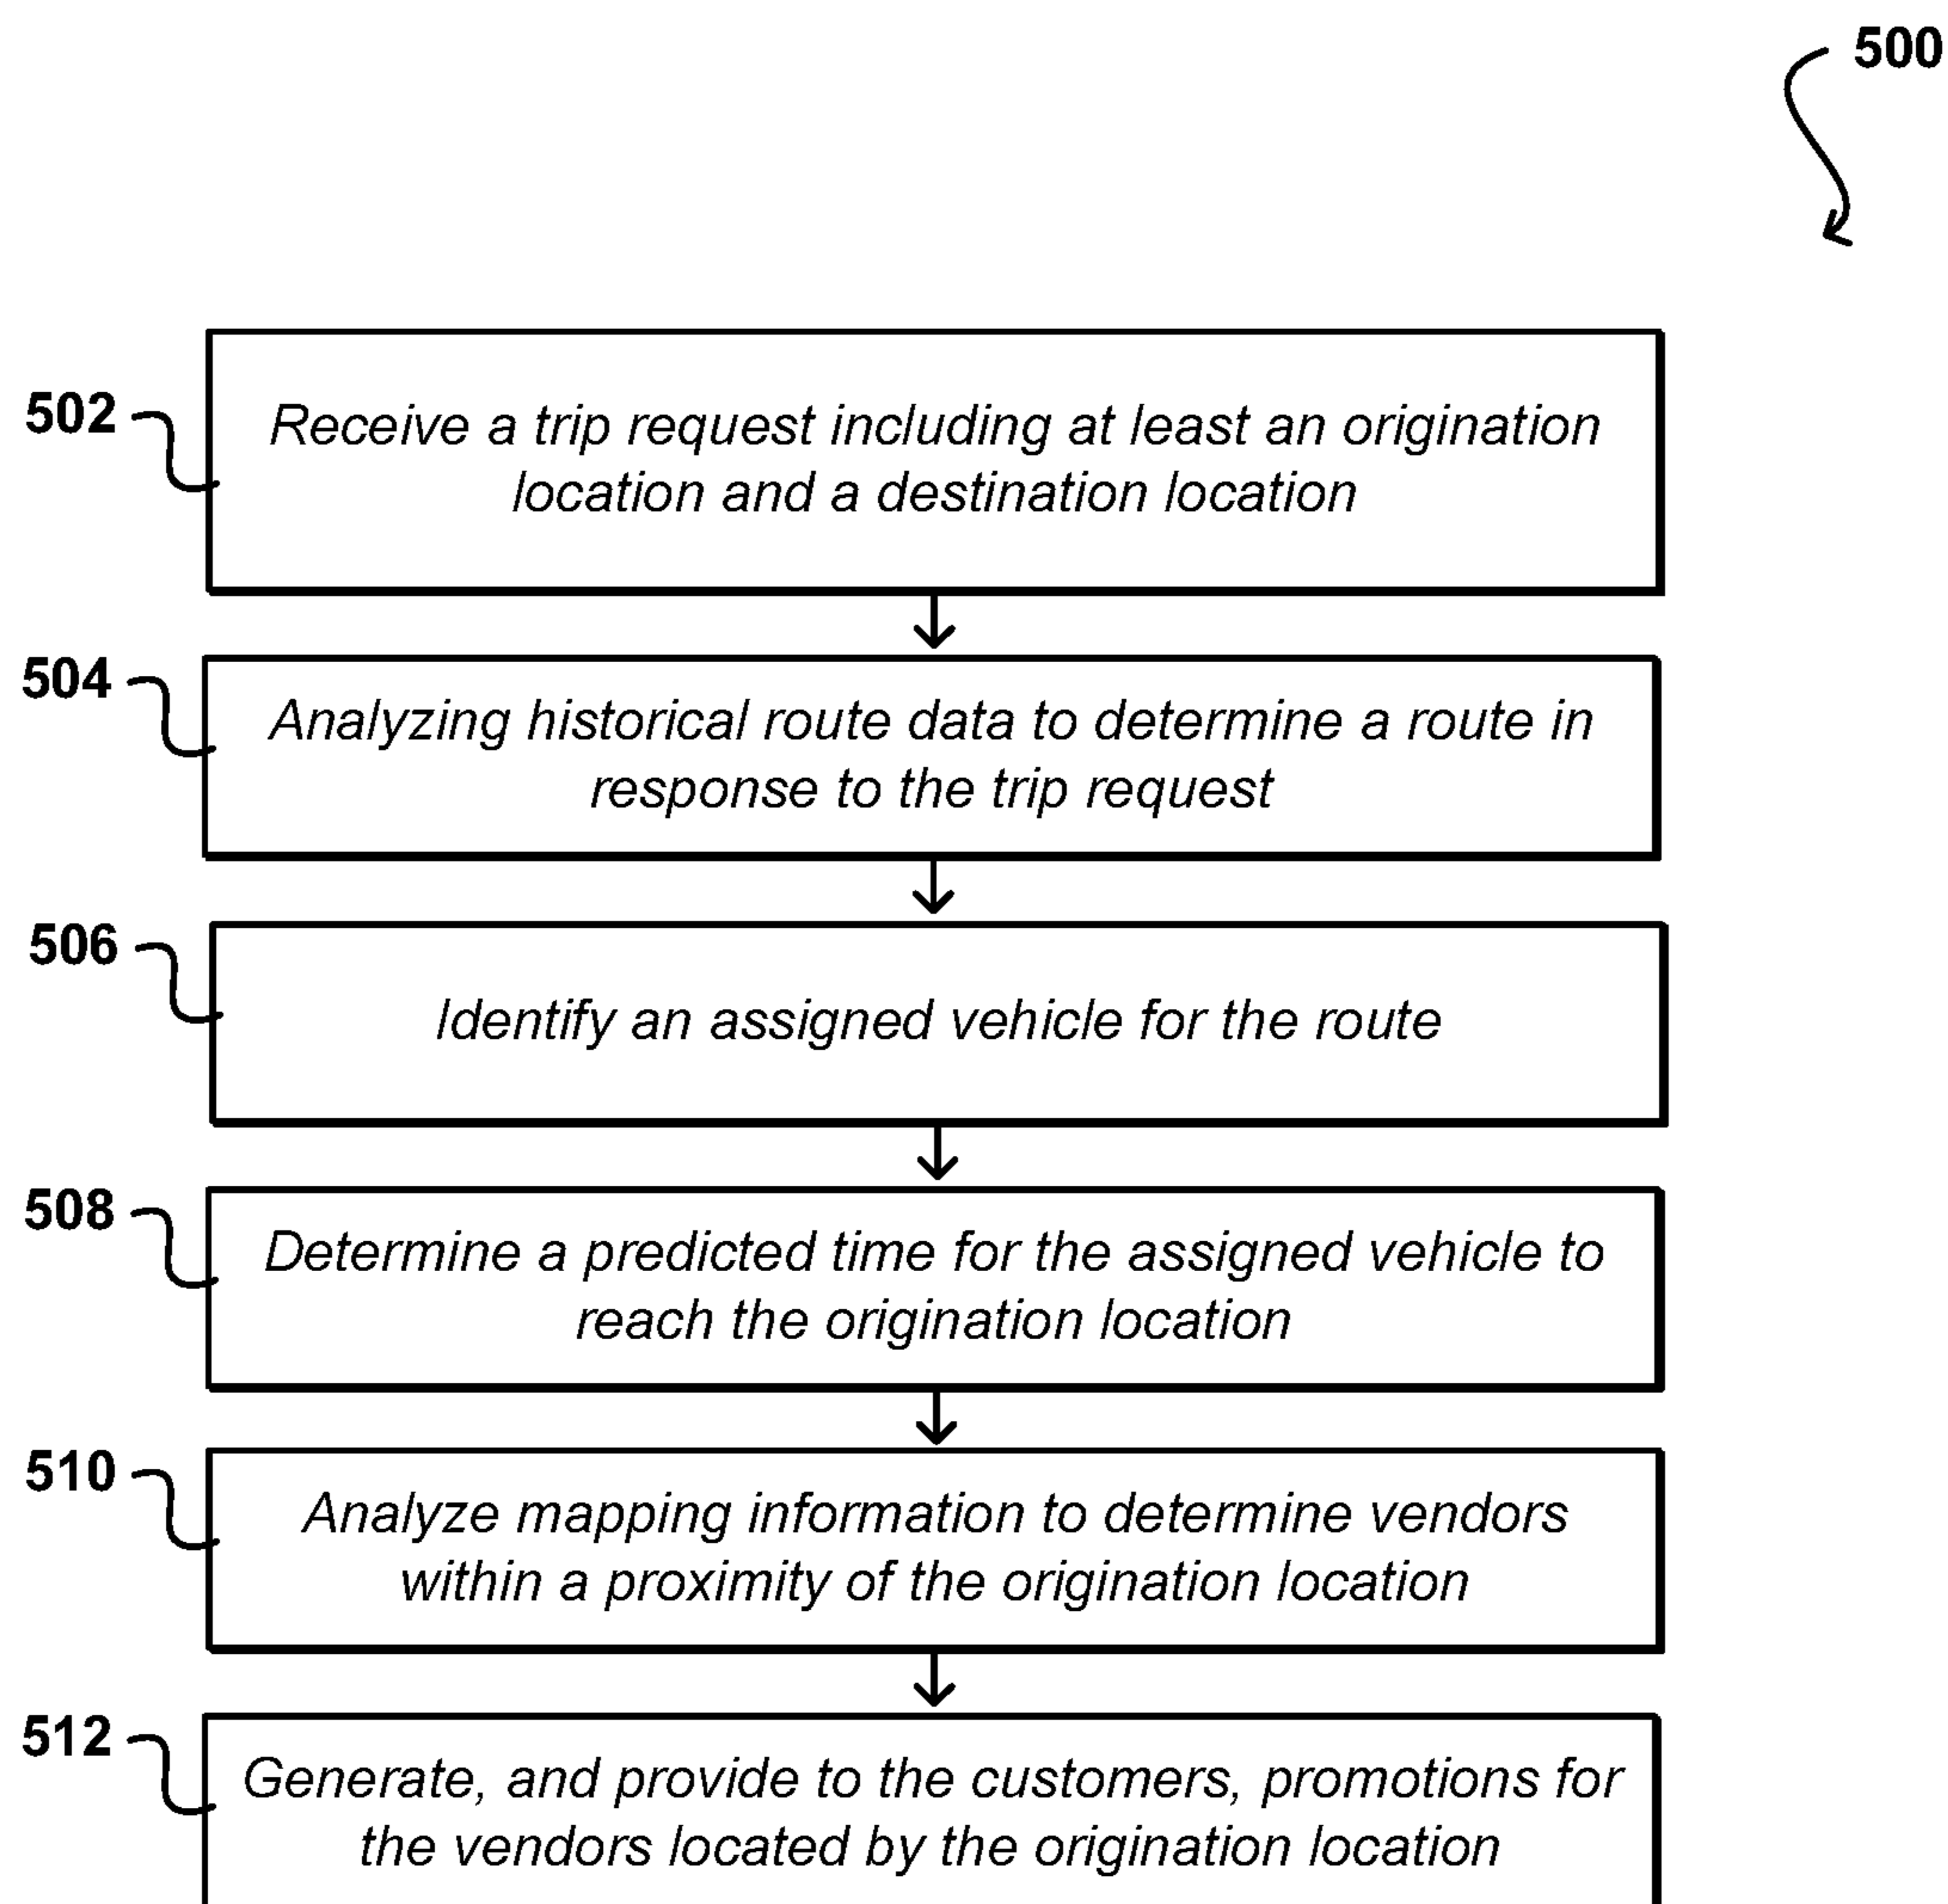 500
502
Receive a trip request including at least an origination
location and a destination location
504
Analyzing historical route data to determine a route in
response to the trip request
506
Identify an assigned vehicle for the route
508
Determine a predicted time for the assigned vehicle to
reach the origination location
510
Analyze mapping information to determine vendors
within a proximity of the origination location
512
Generate, and provide to the customers, promotions for
the vendors located by the origination location